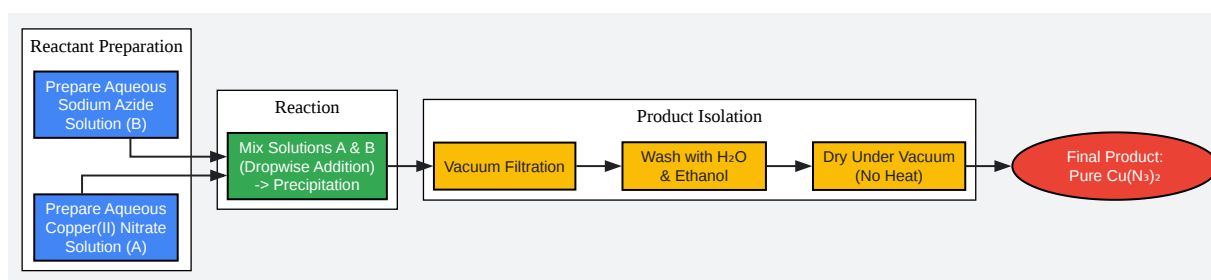 Reactant Preparation
Prepare Aqueous
Sodium Azide
Solution (B)
Prepare Aqueous
Copper(II) Nitrate
Solution (A)
Reaction
Mix Solutions A & B
(Dropwise Addition)
-> Precipitation
Product Isolation
Vacuum Filtration
Wash with H₂O
& Ethanol
Dry Under Vacuum
(No Heat)
Final Product:
Pure Cu(N₃)₂